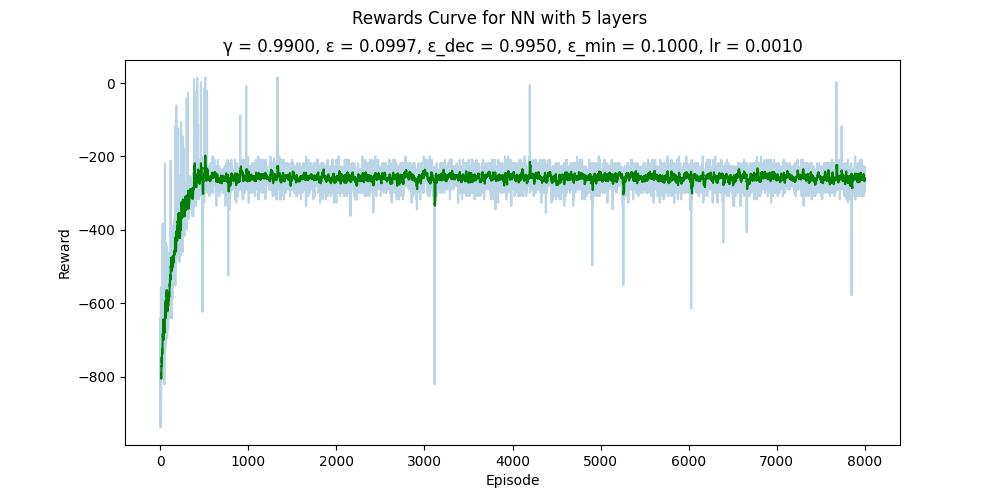 Rewards Curve for NN with 5 layers
γ = 0.9900, ε = 0.0997, ε_dec = 0.9950, ε_min = 0.1000, lr = 0.0010
0
−200
−400
−600
−800
Reward
0 1000 2000 3000 4000 5000 6000 7000 8000
Episode